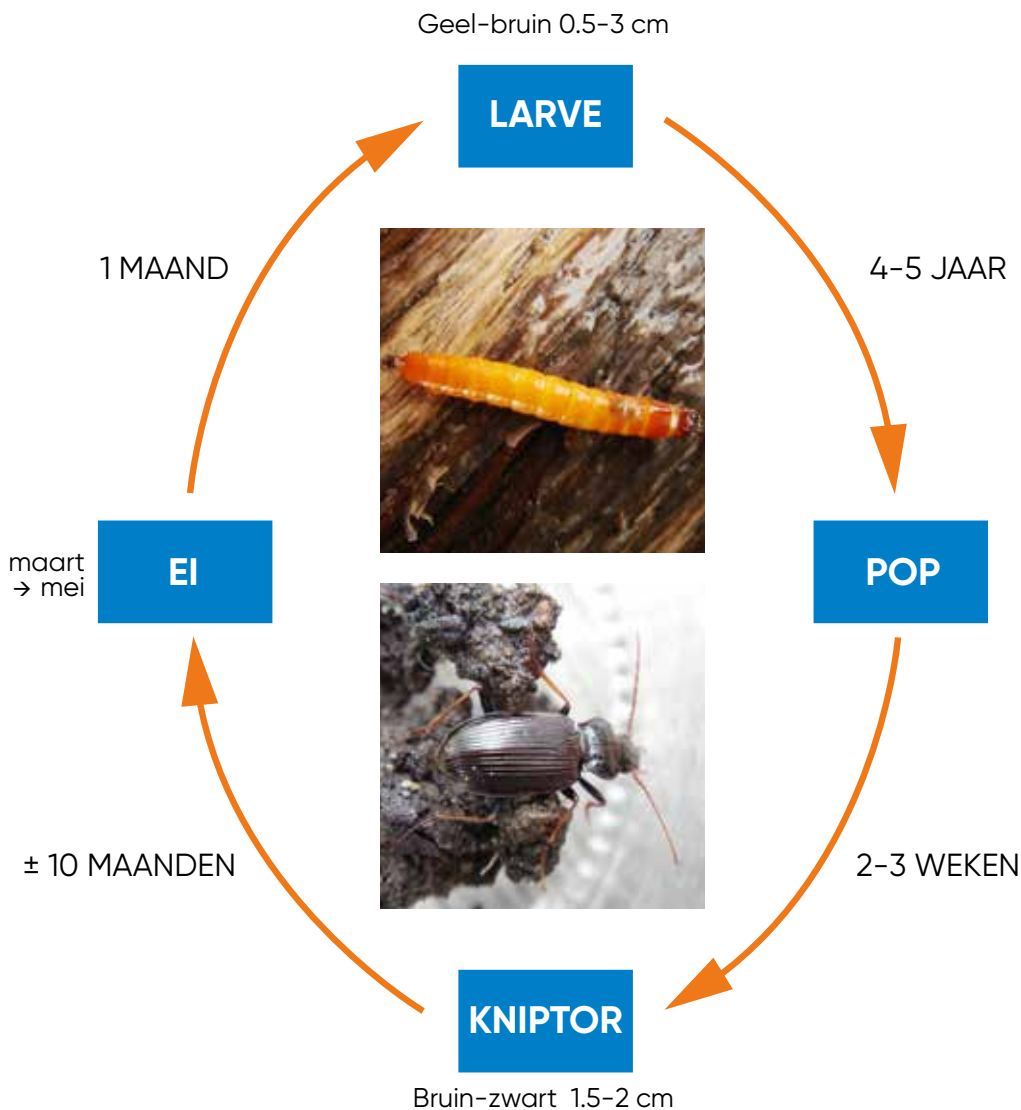 Geel-bruin 0.5-3 cm
LARVE
1 MAAND
4-5 JAAR
maart
→ mei
EI
POP
± 10 MAANDEN
2-3 WEKEN
KNIPTOR
Bruin-zwart 1.5-2 cm